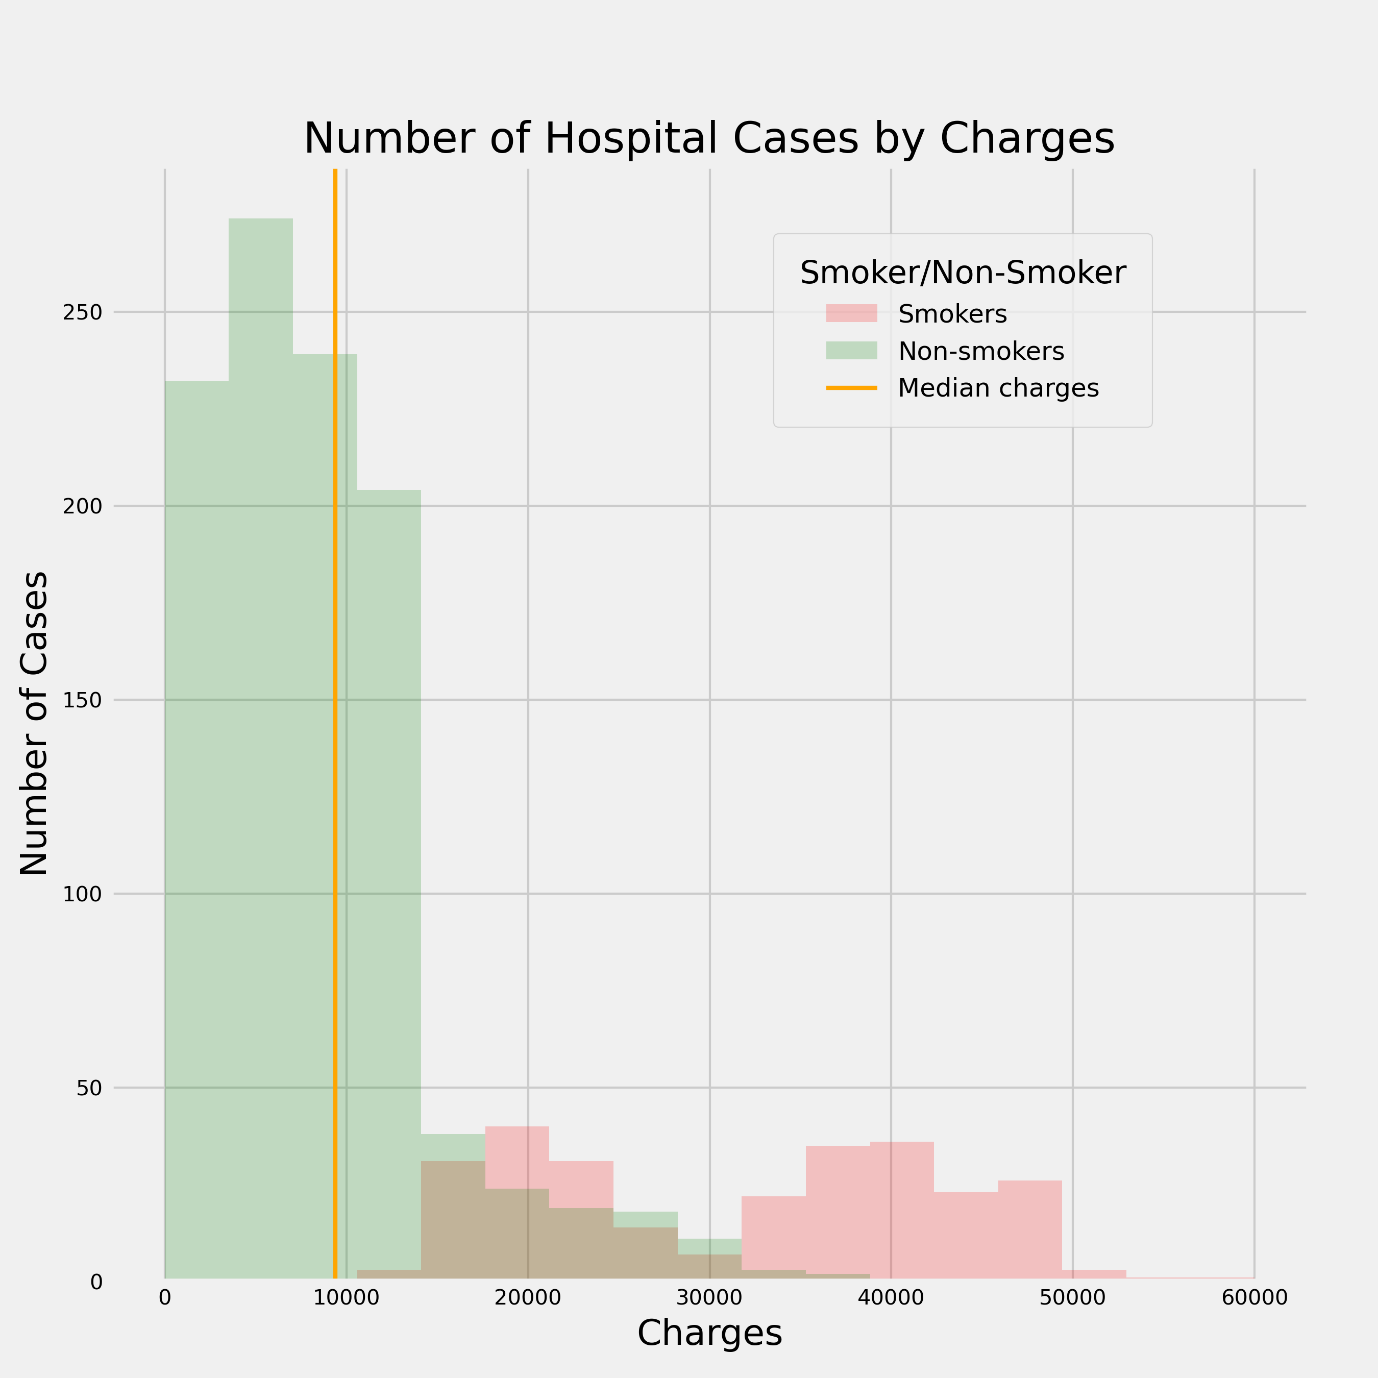 Number of Hospital Cases by Charges
Smoker/Non-Smoker
Smokers
Non-smokers
Median charges
Number of Cases
250
200
150
100
50
0
0 10000 20000 30000 40000 50000 60000
Charges